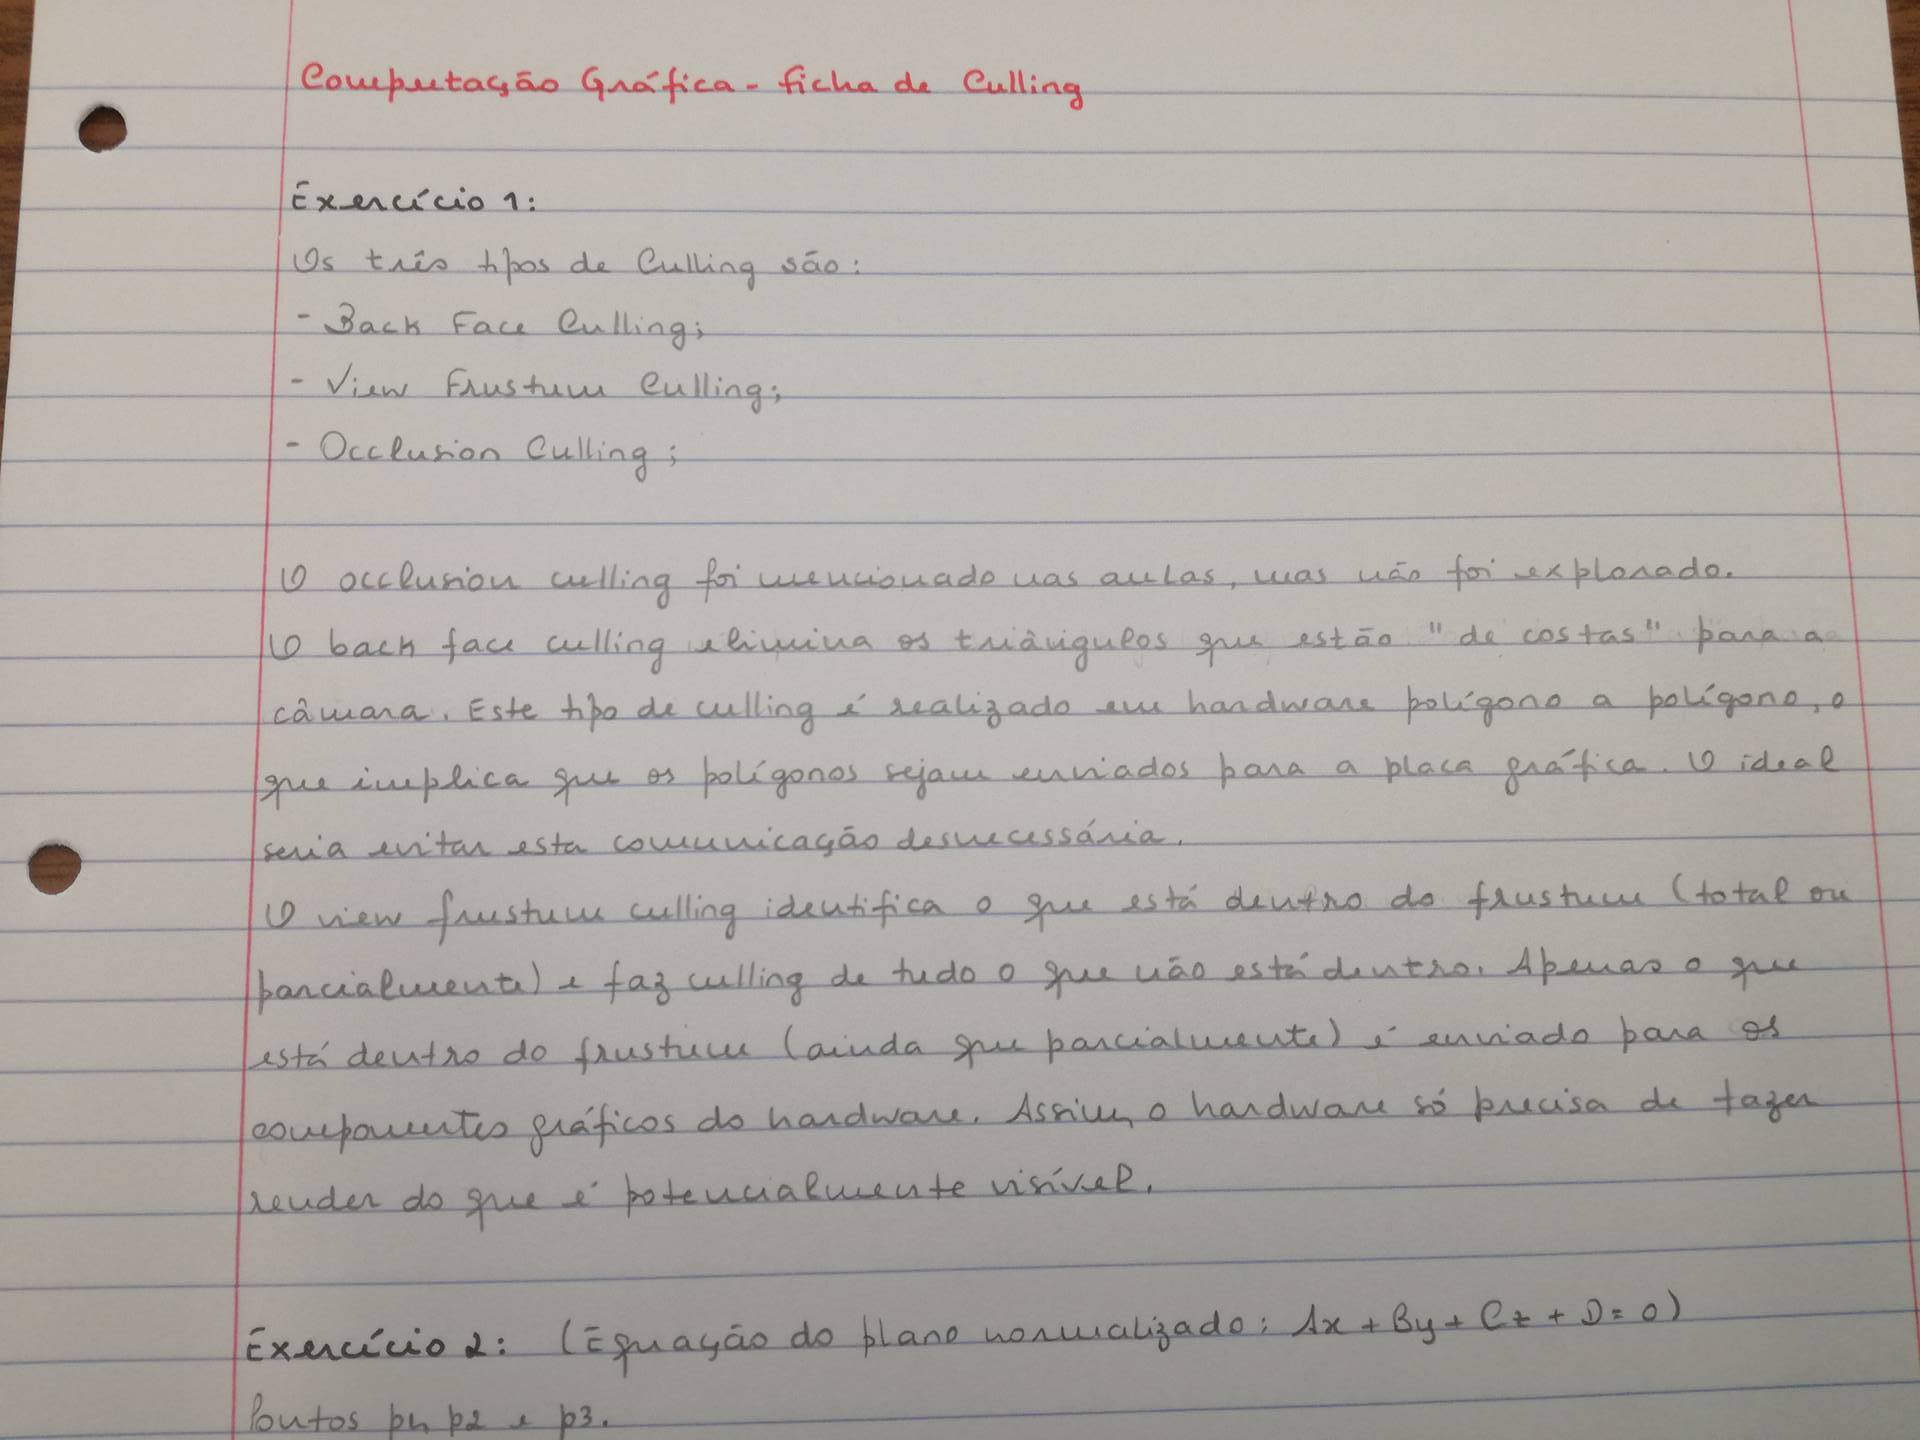 Computação Gráfica - ficha de Culling
Exercício 1:
Os três tipos de Culling são:
- Back Face Culling;
- View Frustum Culling;
- Occlusion Culling;
O occlusion culling foi mencionado nas aulas, mas não foi explorado.
O back face culling elimina os triângulos que estão "de costas" para a
câmara. Este tipo de culling é realizado em hardware polígono a polígono, o
que implica que os polígonos sejam enviados para a placa gráfica. O ideal
seria evitar esta comunicação desnecessária.
O view frustum culling identifica o que está dentro do frustum (total ou
parcialmente) e faz culling de tudo o que não está dentro. Apenas o que
está dentro do frustum (ainda que parcialmente) é enviado para os
componentes gráficos do hardware. Assim, o hardware só precisa de fazer
render do que é potencialmente visível.
Exercício 2: (Equação do plano normalizado: Ax + By + Cz + D = 0)
Pontos p1, p2 e p3.